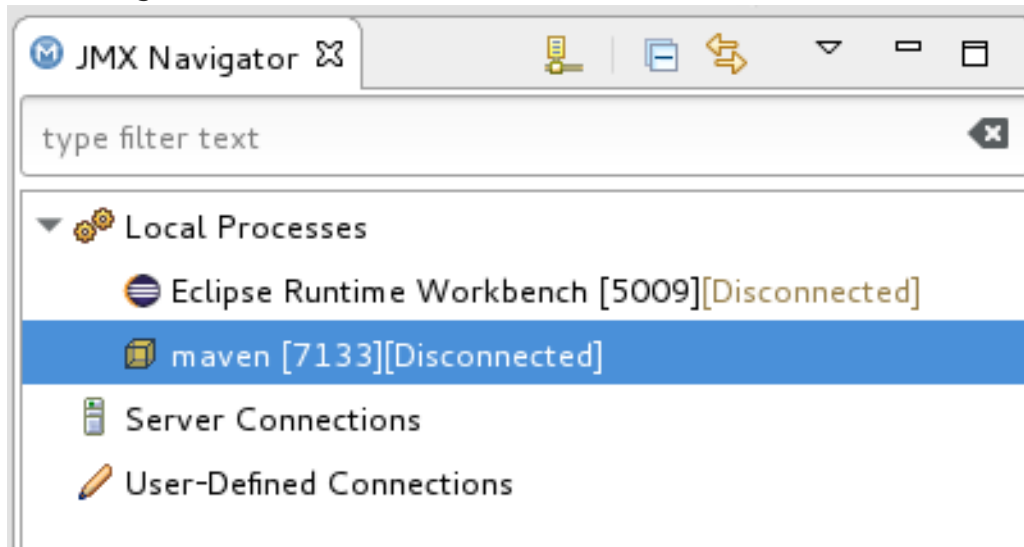 JMX Navigator
type filter text
Local Processes
Eclipse Runtime Workbench [5009][Disconnected]
maven [7133][Disconnected]
Server Connections
User-Defined Connections